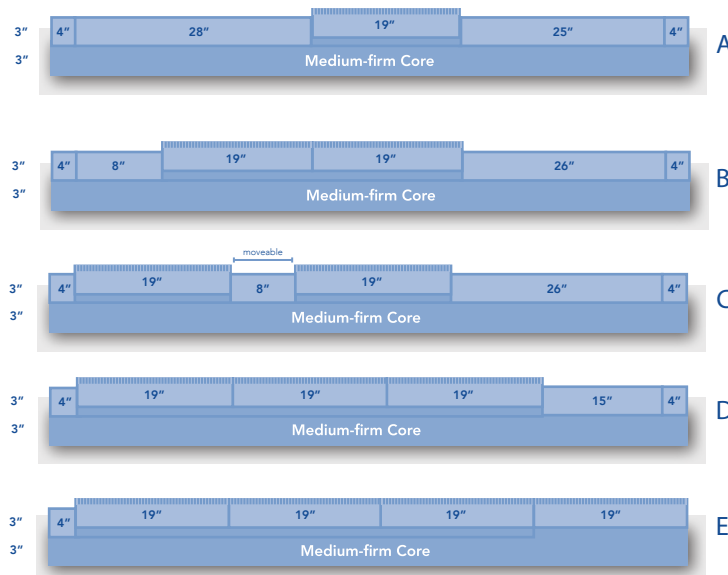 3” 4” 28” 19” 25” 4” A
3” Medium-firm Core
3” 4” 8” 19” 19” 26” 4” B
3” Medium-firm Core
moveable
3” 4” 19” 8” 19” 26” 4” C
3” Medium-firm Core
3” 4” 19” 19” 19” 15” 4” D
3” Medium-firm Core
3” 4” 19” 19” 19” 19” E
3” Medium-firm Core